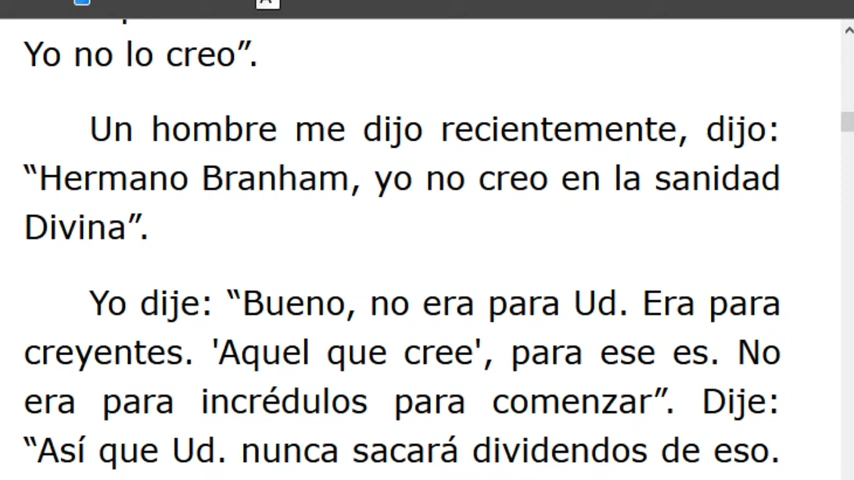 Yo no lo creo”.
Un hombre me dijo recientemente, dijo:
“Hermano Branham, yo no creo en la sanidad
Divina”.
Yo dije: “Bueno, no era para Ud. Era para
creyentes. 'Aquel que cree', para ese es. No
era para incrédulos para comenzar”. Dije:
“Así que Ud. nunca sacará dividendos de eso.